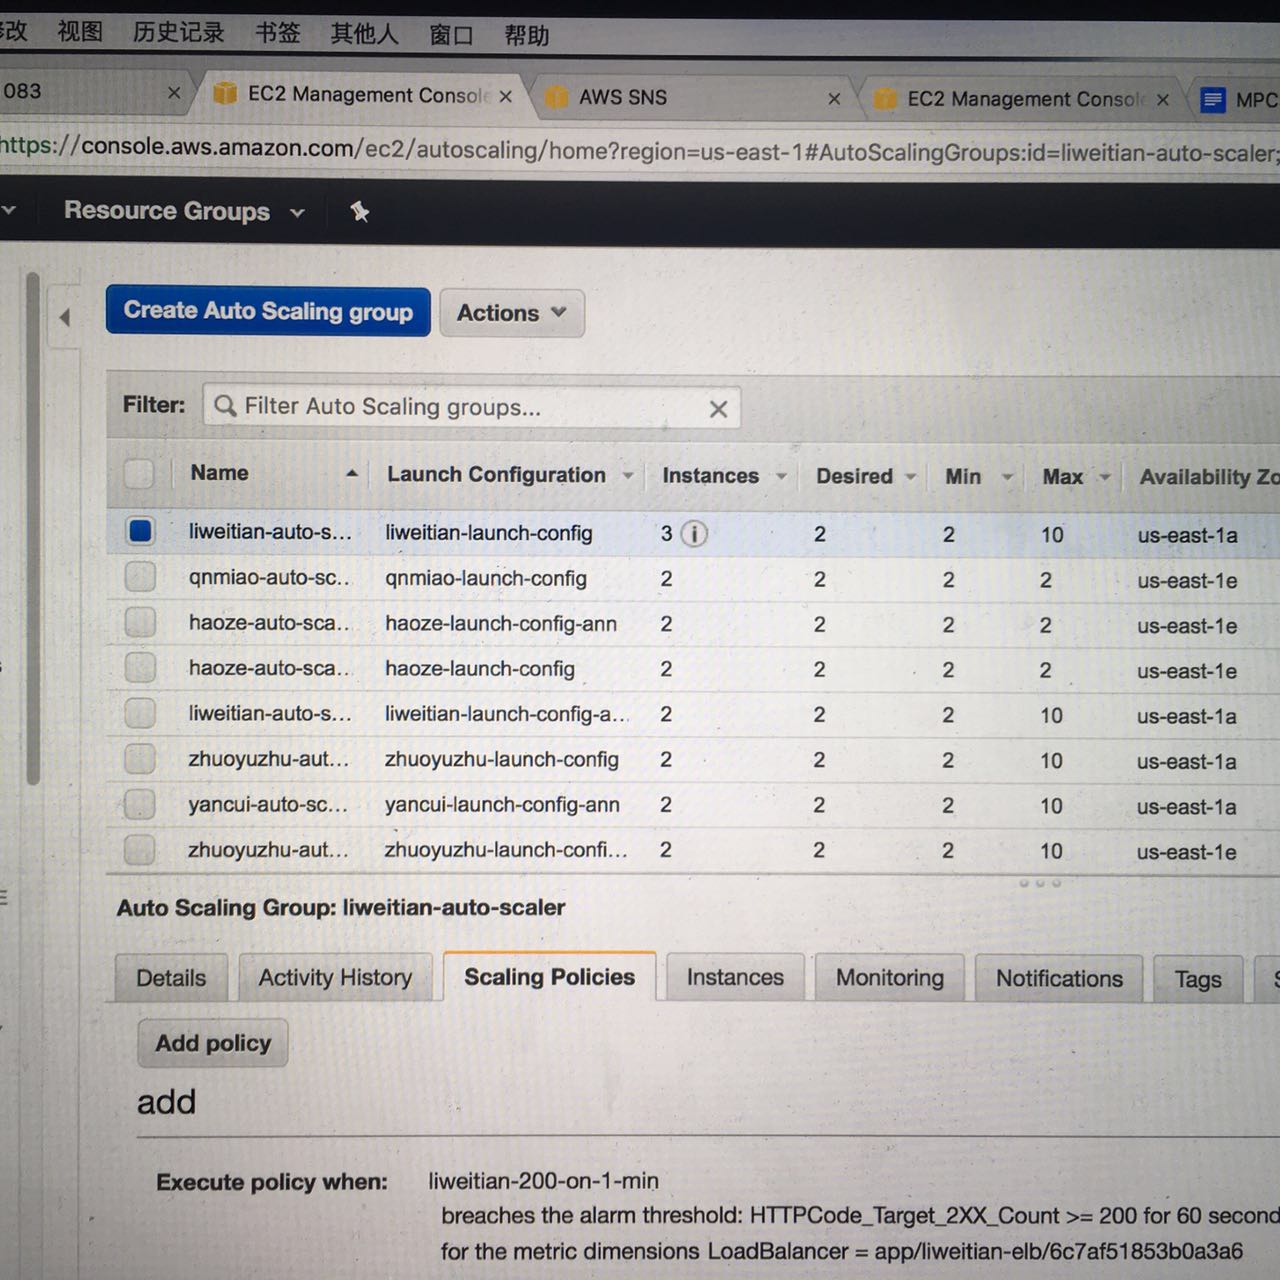 视图 历史记录 书签 其他人 窗口 帮助
083 EC2 Management Consol AWS SNS EC2 Management Consol MPC
https://console.aws.amazon.com/ec2/autoscaling/home?region=us-east-1#AutoScalingGroups:id=liweitian-auto-scaler;
Resource Groups
Create Auto Scaling group Actions
Filter: Filter Auto Scaling groups...
Name Launch Configuration Instances Desired Min Max Availability Zo
liweitian-auto-s... liweitian-launch-config 3 2 2 10 us-east-1a
qnmiao-auto-sc.. qnmiao-launch-config 2 2 2 2 us-east-1e
haoze-auto-sca.. haoze-launch-config-ann 2 2 2 2 us-east-1e
haoze-auto-sca.. haoze-launch-config 2 2 2 2 us-east-1e
liweitian-auto-s... liweitian-launch-config-a... 2 2 2 10 us-east-1a
zhuoyuzhu-aut... zhuoyuzhu-launch-config 2 2 2 10 us-east-1a
yancui-auto-sc... yancui-launch-config-ann 2 2 2 10 us-east-1a
zhuoyuzhu-aut... zhuoyuzhu-launch-confi... 2 2 2 10 us-east-1e
Auto Scaling Group: liweitian-auto-scaler
Details Activity History Scaling Policies Instances Monitoring Notifications Tags
Add policy
add
Execute policy when: liweitian-200-on-1-min
breaches the alarm threshold: HTTPCode_Target_2XX_Count >= 200 for 60 second
for the metric dimensions LoadBalancer = app/liweitian-elb/6c7af51853b0a3a6